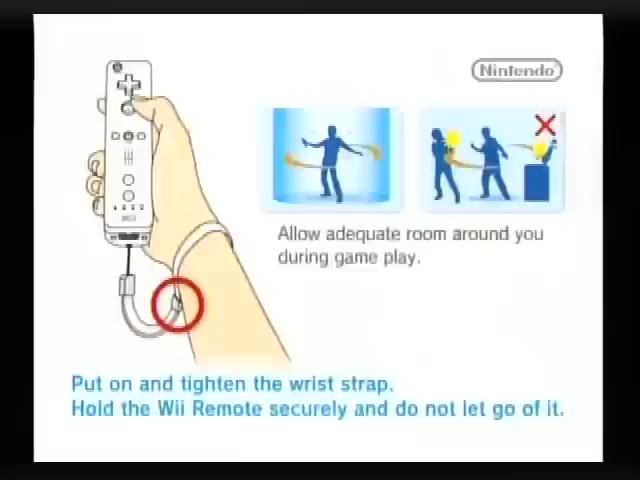 Nintendo
Allow adequate room around you
during game play.
Put on and tighten the wrist strap.
Hold the Wii Remote securely and do not let go of it.